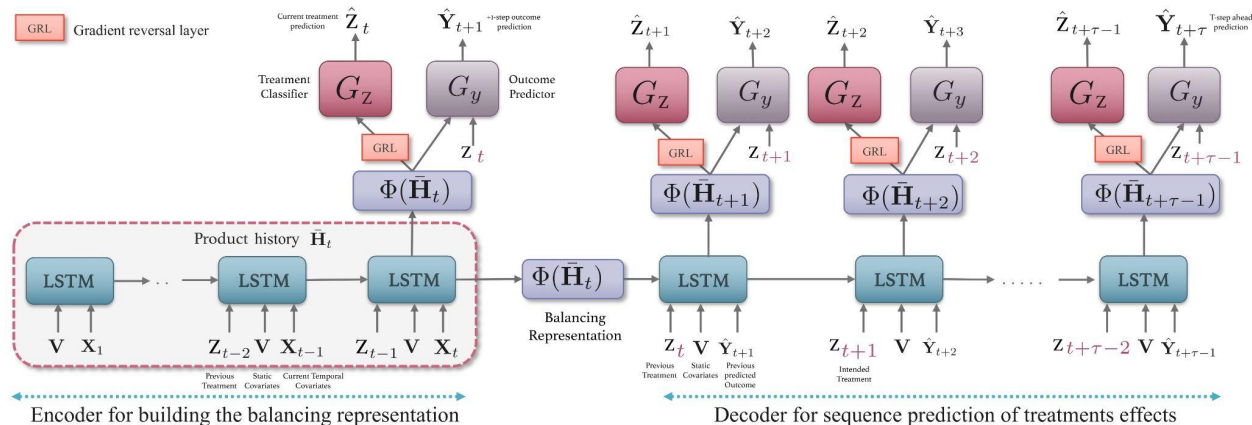 GRL Gradient reversal layer
Current treatment prediction
Ẑ_t
Ŷ_{t+1}
+1-step outcome prediction
Ẑ_{t+1}
Ŷ_{t+2}
Ẑ_{t+2}
Ŷ_{t+3}
Ẑ_{t+τ−1}
Ŷ_{t+τ}
T-step ahead prediction
Treatment Classifier
G_Z
G_y
Outcome Predictor
G_Z
G_y
G_Z
G_y
G_Z
G_y
GRL
Z_t
GRL
Z_{t+1}
GRL
Z_{t+2}
GRL
Z_{t+τ−1}
Φ(H̄_t)
Φ(H̄_{t+1})
Φ(H̄_{t+2})
Φ(H̄_{t+τ−1})
Product history H̄_t
LSTM
. .
LSTM
LSTM
Φ(H̄_t)
LSTM
LSTM
. . . . .
LSTM
Balancing
Representation
V X_1
Z_{t−2} V X_{t−1}
Z_{t−1} V X_t
Z_t V Ŷ_{t+1}
Z_{t+1} V Ŷ_{t+2}
Z_{t+τ−2} V Ŷ_{t+τ−1}
Previous Treatment
Static Covariates
Current Temporal Covariates
Previous Treatment
Static Covariates
Previous predicted Outcome
Intended Treatment
Encoder for building the balancing representation
Decoder for sequence prediction of treatments effects